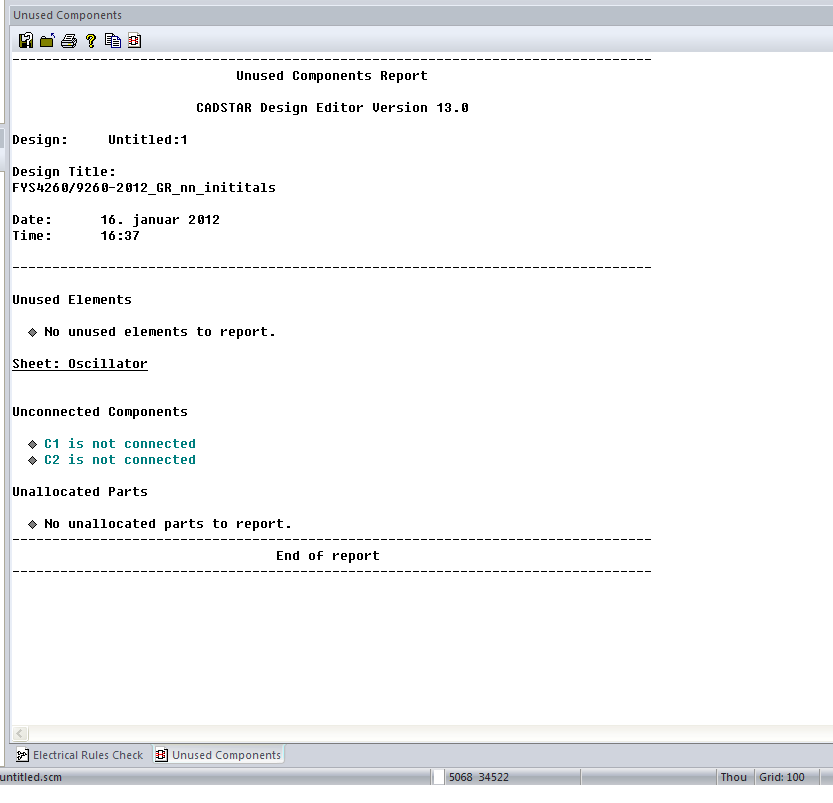 Unused Components
--------------------------------------------------------------------------------
Unused Components Report
CADSTAR Design Editor Version 13.0
Design: Untitled:1
Design Title:
FYS4260/9260-2012_GR_nn_inititals
Date: 16. januar 2012
Time: 16:37
--------------------------------------------------------------------------------
Unused Elements
◆ No unused elements to report.
Sheet: Oscillator
Unconnected Components
◆ C1 is not connected
◆ C2 is not connected
Unallocated Parts
◆ No unallocated parts to report.
--------------------------------------------------------------------------------
End of report
--------------------------------------------------------------------------------
Electrical Rules Check Unused Components
untitled.scm 5068 34522 Thou Grid: 100